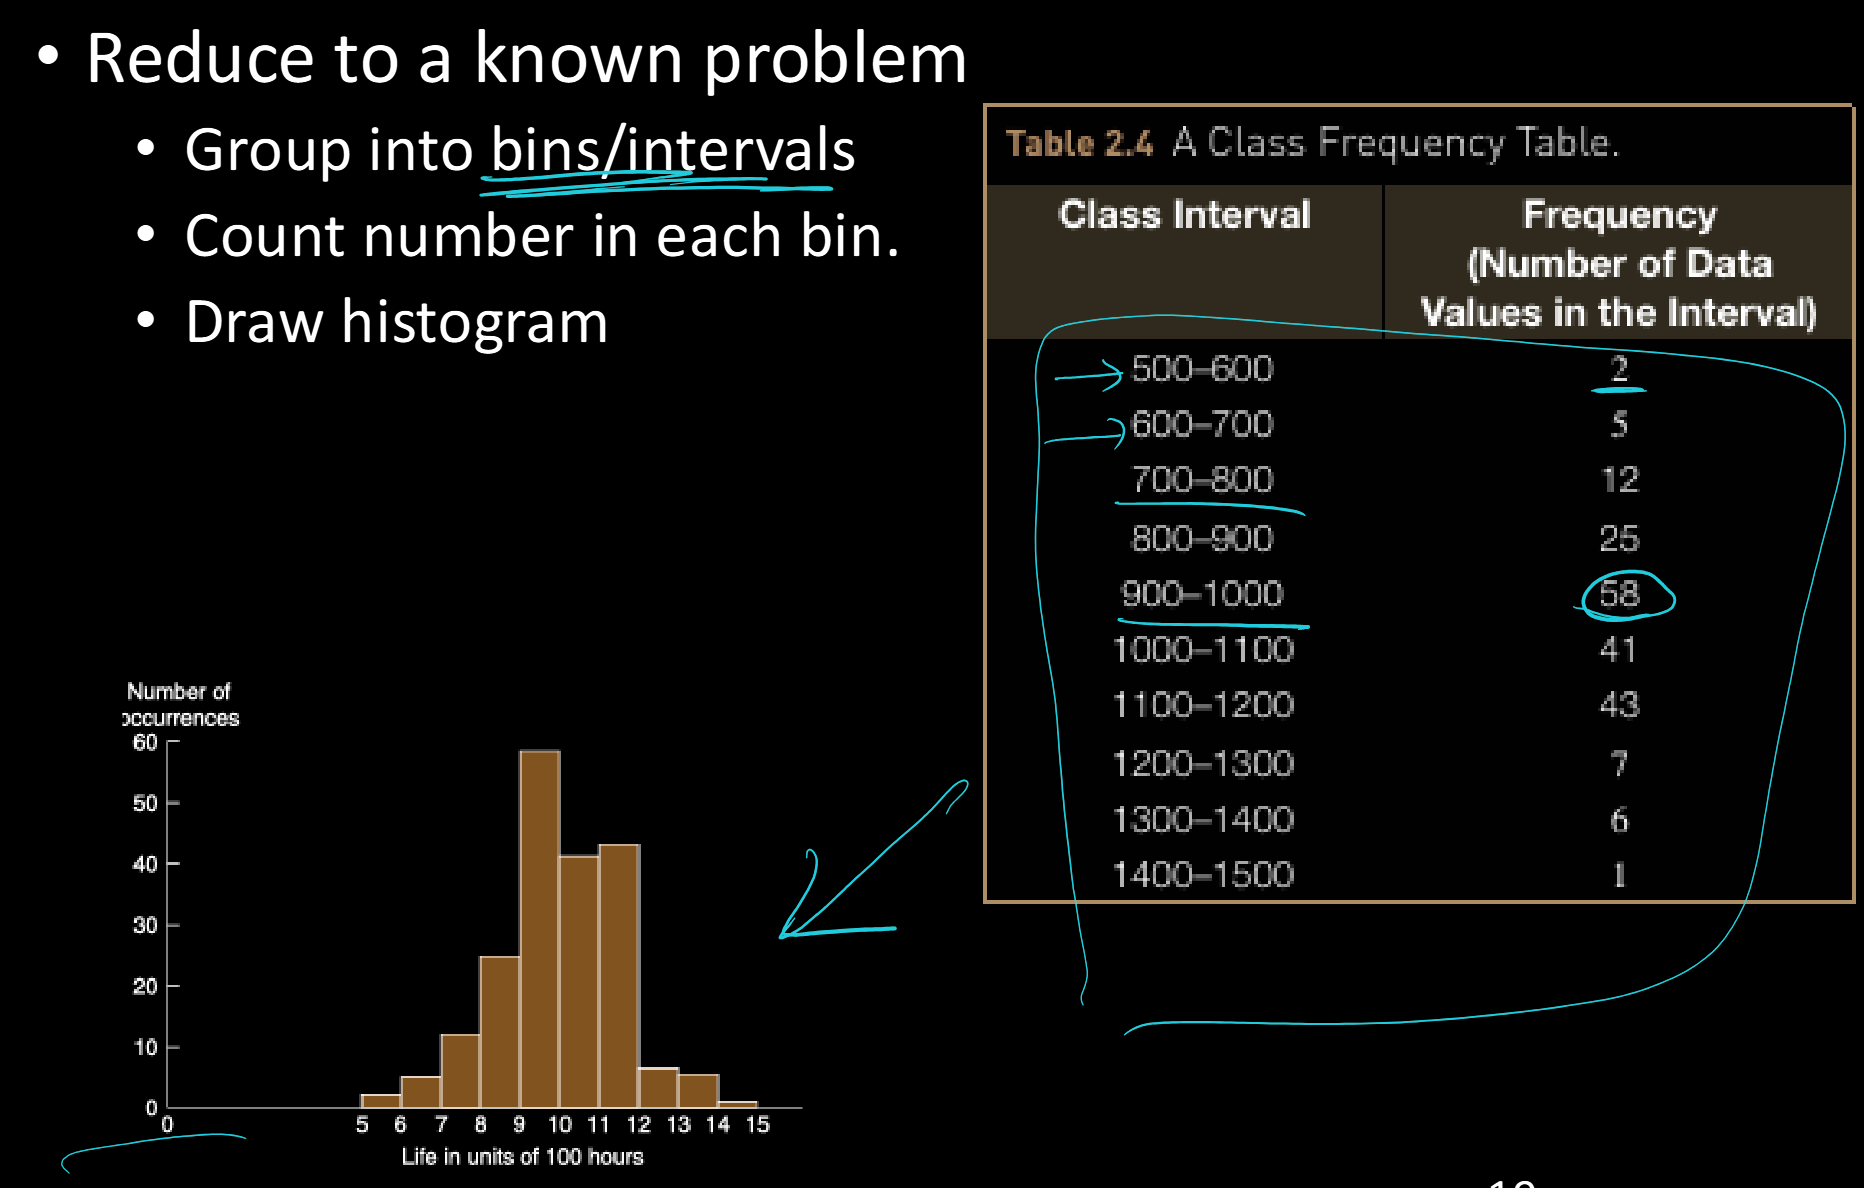 • Reduce to a known problem
• Group into bins/intervals
• Count number in each bin.
• Draw histogram
Table 2.4 A Class Frequency Table.
Class Interval Frequency
(Number of Data
Values in the Interval)
500–600 2
600–700 5
700–800 12
800–900 25
900–1000 58
1000–1100 41
1100–1200 43
1200–1300 7
1300–1400 6
1400–1500 1
Number of
occurrences
60
50
40
30
20
10
0
0 5 6 7 8 9 10 11 12 13 14 15
Life in units of 100 hours